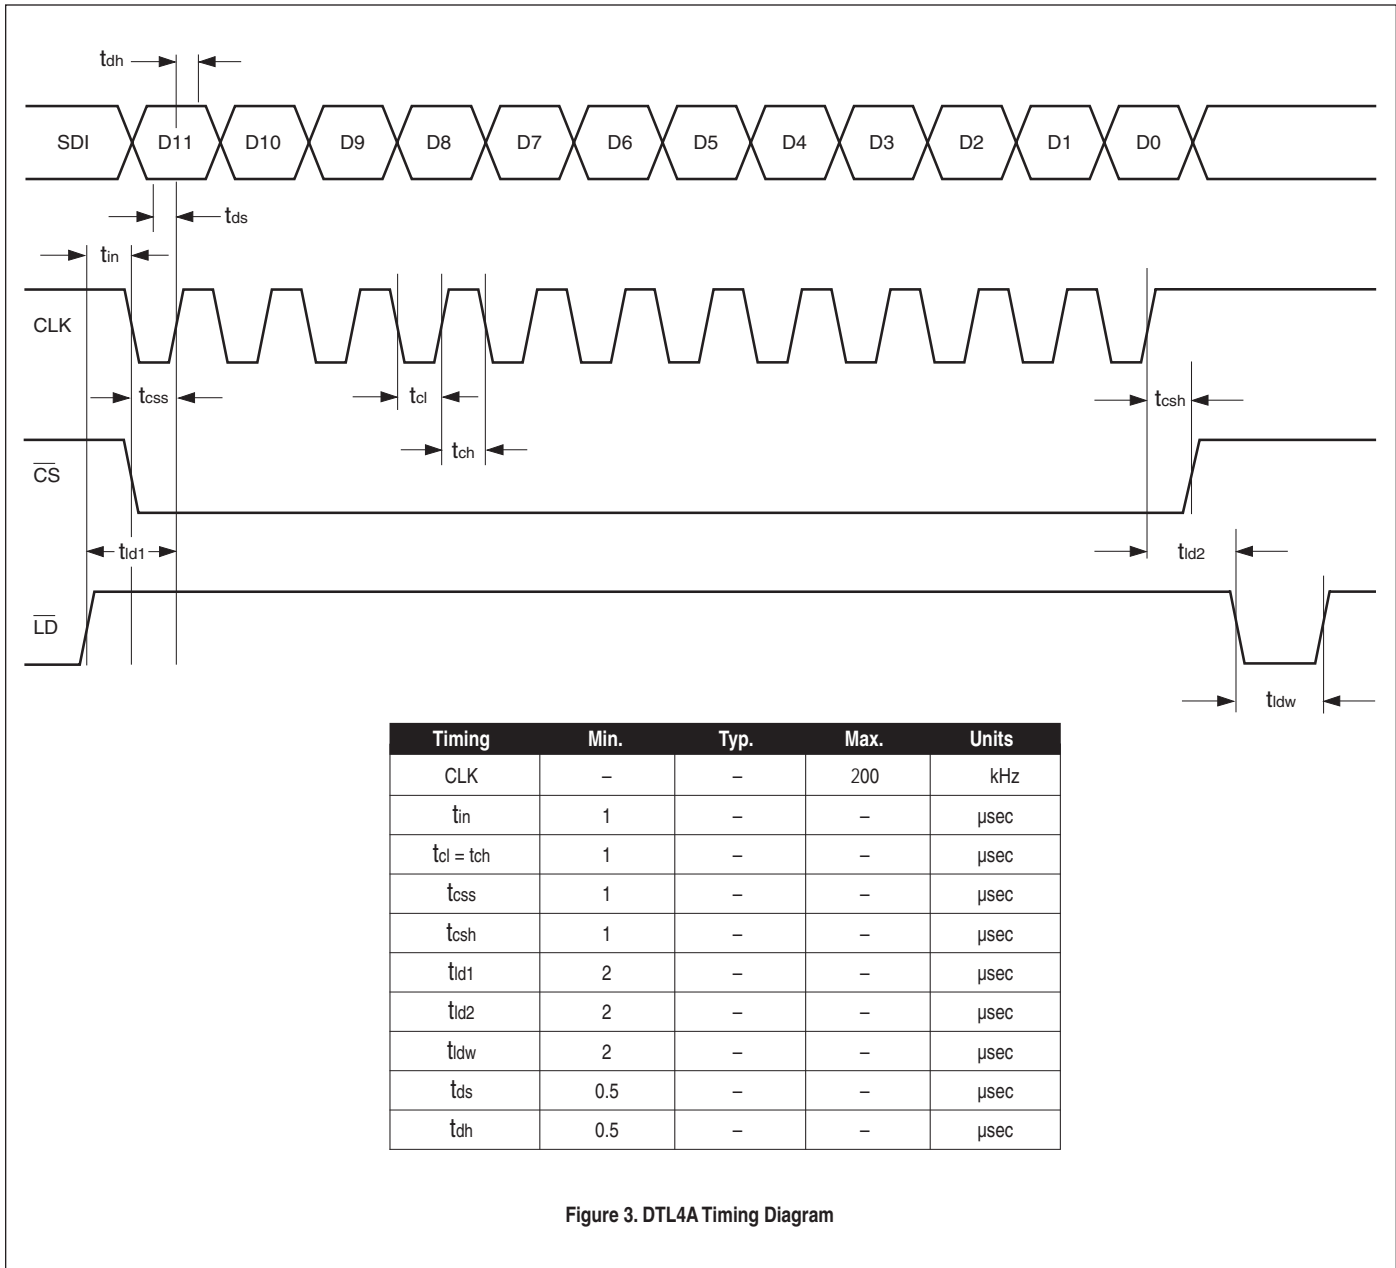 tdh
SDI D11 D10 D9 D8 D7 D6 D5 D4 D3 D2 D1 D0
tds
tin
CLK
tcss tcl tcsh
tch
CS
tld1 tld2
LD
tldw
Timing Min. Typ. Max. Units
CLK – – 200 kHz
tin 1 – – µsec
tcl = tch 1 – – µsec
tcss 1 – – µsec
tcsh 1 – – µsec
tld1 2 – – µsec
tld2 2 – – µsec
tldw 2 – – µsec
tds 0.5 – – µsec
tdh 0.5 – – µsec
Figure 3. DTL4A Timing Diagram